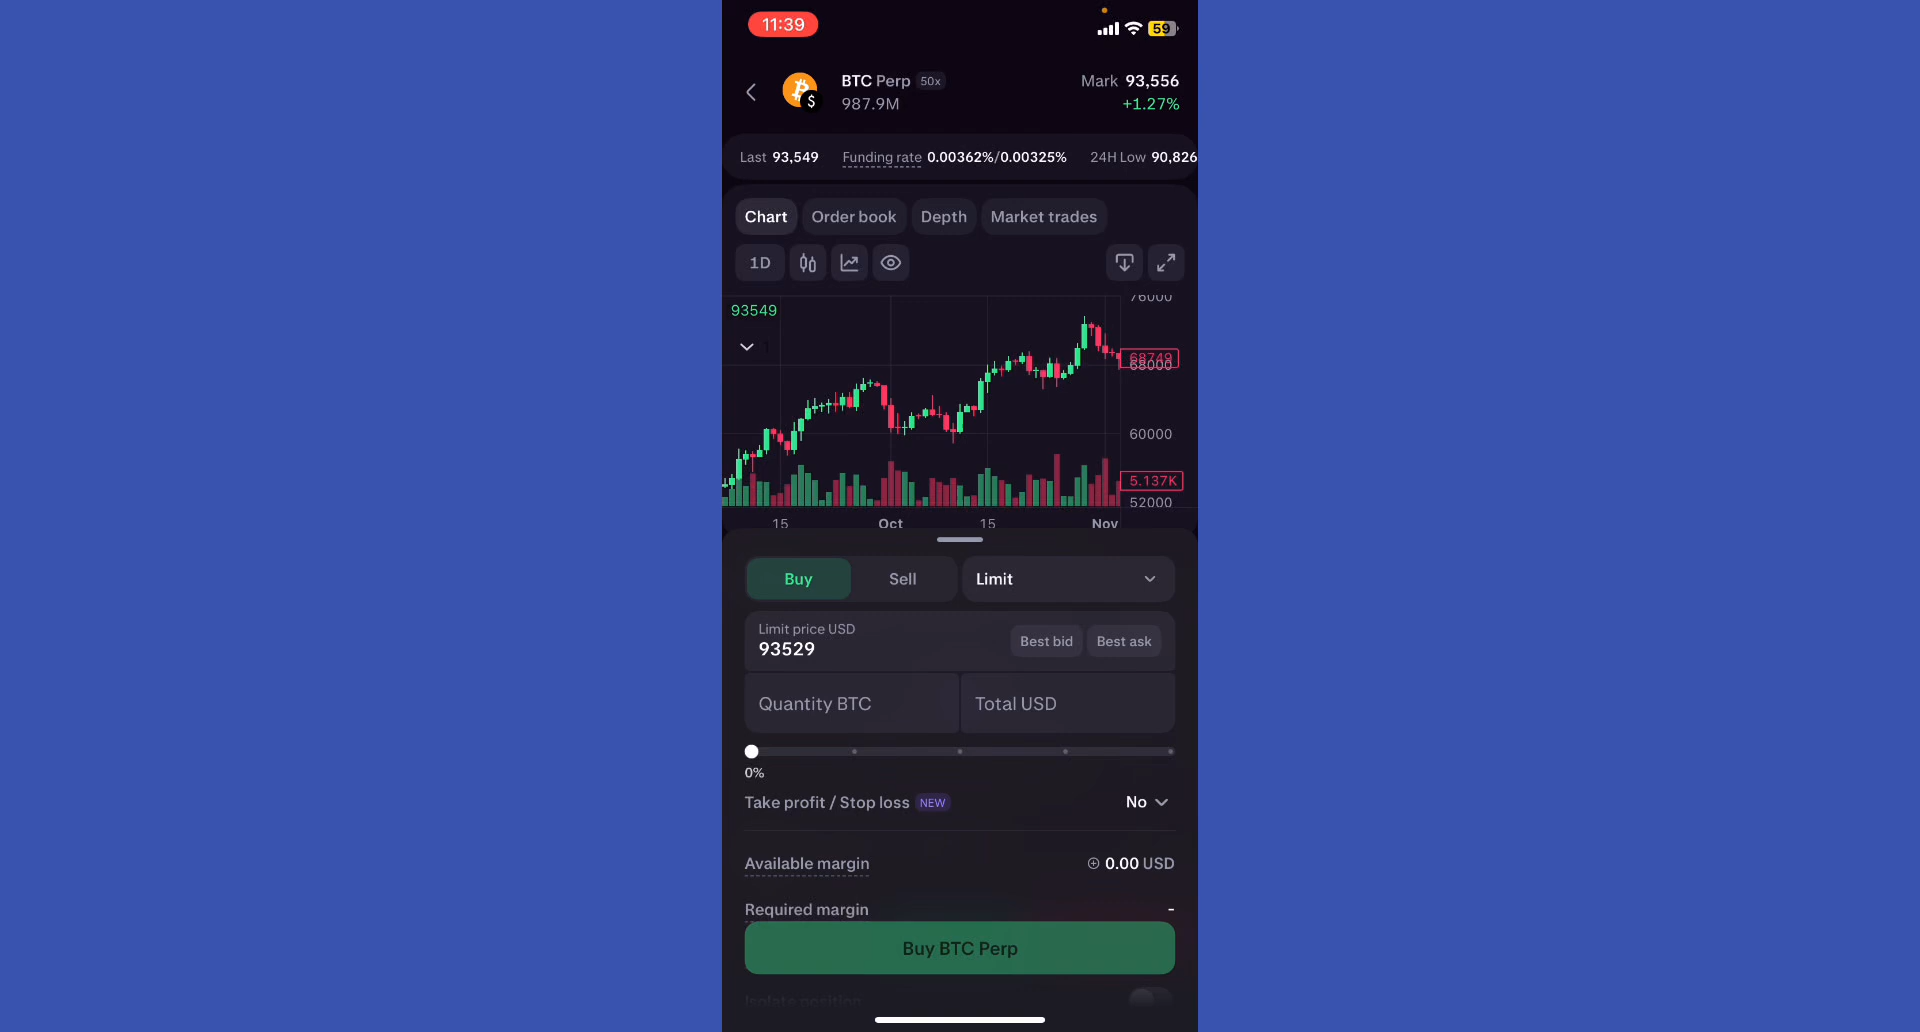 11:39
59
BTC Perp 50x
987.9M
Mark 93,556
+1.27%
Last 93,549 Funding rate 0.00362%/0.00325% 24H Low 90,826
Chart Order book Depth Market trades
1D
93549
1
76000
68749
68000
60000
5.137K
52000
15 Oct 15 Nov
Buy Sell Limit
Limit price USD
93529
Best bid Best ask
Quantity BTC Total USD
0%
Take profit / Stop loss NEW No
Available margin 0.00 USD
Required margin -
Buy BTC Perp
Isolate position